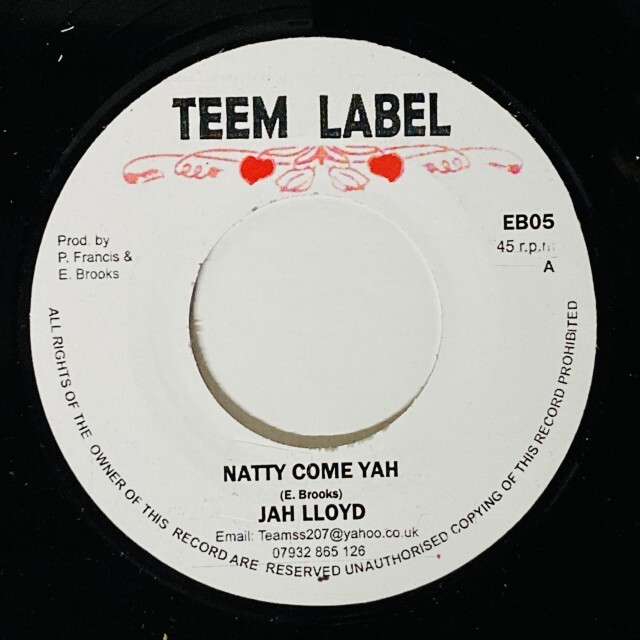 TEEM LABEL
Prod. by
P. Francis &
E. Brooks
EB05
45 r.p.m
A
NATTY COME YAH
(E. Brooks)
JAH LLOYD
Email: Teamss207@yahoo.co.uk
07932 865 126
ALL RIGHTS OF THE OWNER OF THIS RECORD ARE RESERVED UNAUTHORISED COPYING OF THIS RECORD PROHIBITED